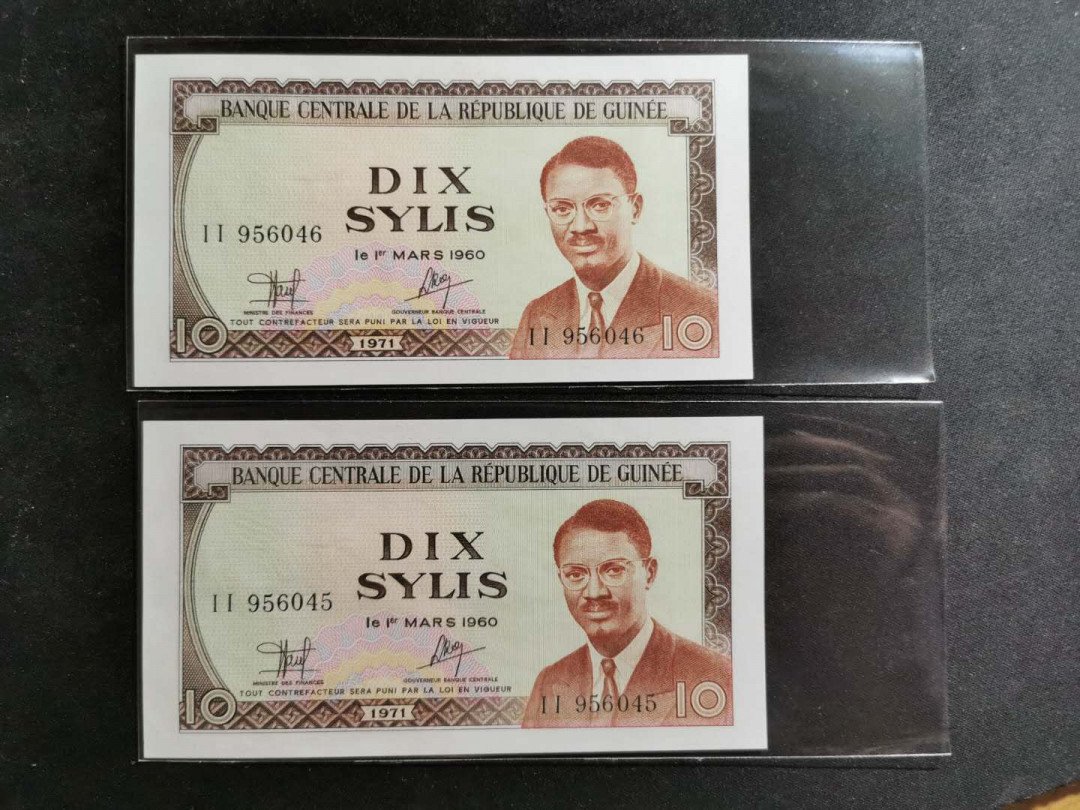 BANQUE CENTRALE DE LA RÉPUBLIQUE DE GUINÉE
DIX
SYLIS
II 956046
le 1er MARS 1960
MINISTRE DES FINANCES
GOUVERNEUR BANQUE CENTRALE
TOUT CONTREFACTEUR SERA PUNI PAR LA LOI EN VIGUEUR
II 956046
10
1971
10
BANQUE CENTRALE DE LA RÉPUBLIQUE DE GUINÉE
DIX
SYLIS
II 956045
le 1er MARS 1960
MINISTRE DES FINANCES
GOUVERNEUR BANQUE CENTRALE
TOUT CONTREFACTEUR SERA PUNI PAR LA LOI EN VIGUEUR
II 956045
10
1971
10